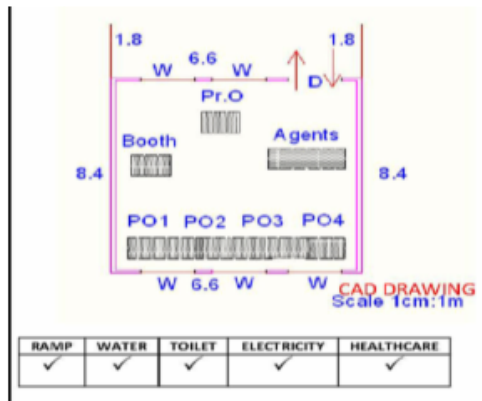 1.8 6.6 1.8
W W D
Pr.O
Booth Agents
8.4 8.4
PO1 PO2 PO3 PO4
W 6.6 W W
CAD DRAWING
Scale 1cm:1m
RAMP WATER TOILET ELECTRICITY HEALTHCARE
✓ ✓ ✓ ✓ ✓